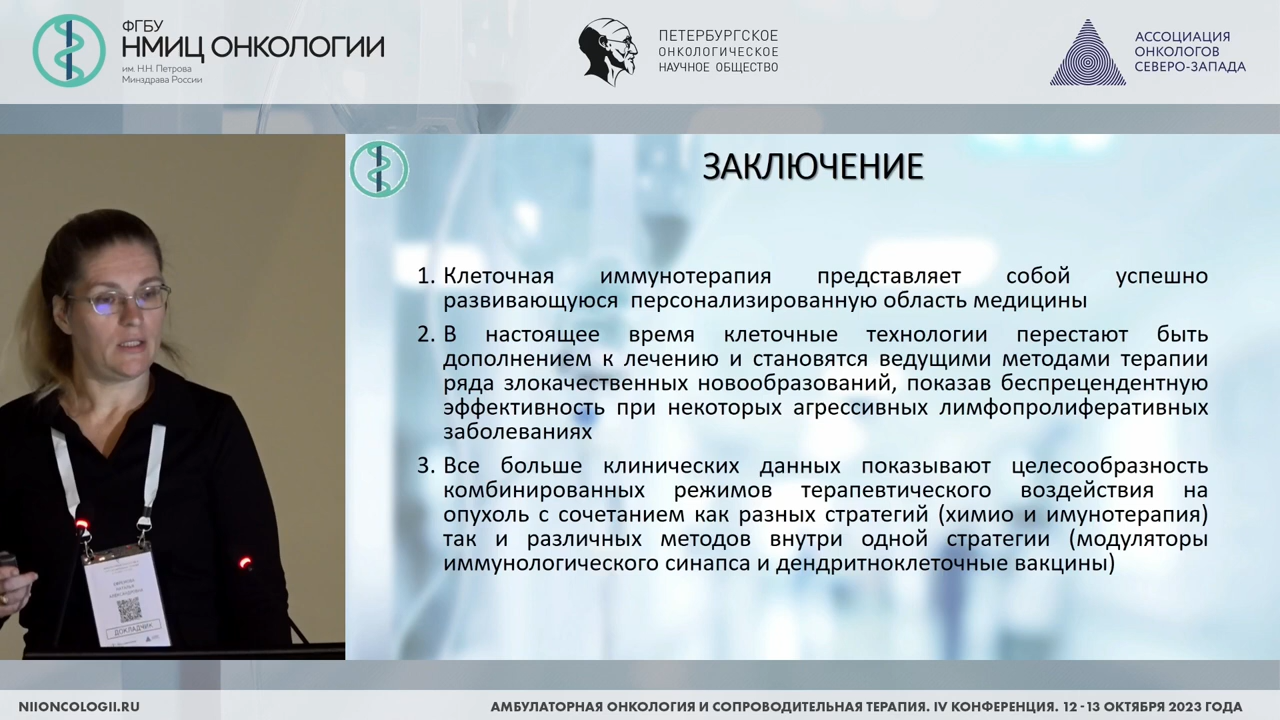 ФГБУ
НМИЦ ОНКОЛОГИИ
им. Н.Н. Петрова
Минздрава России
ПЕТЕРБУРГСКОЕ
ОНКОЛОГИЧЕСКОЕ
НАУЧНОЕ ОБЩЕСТВО
АССОЦИАЦИЯ
ОНКОЛОГОВ
СЕВЕРО-ЗАПАДА
ЗАКЛЮЧЕНИЕ
1. Клеточная иммунотерапия представляет собой успешно
развивающуюся персонализированную область медицины
2. В настоящее время клеточные технологии перестают быть
дополнением к лечению и становятся ведущими методами терапии
ряда злокачественных новообразований, показав беспрецендентную
эффективность при некоторых агрессивных лимфопролиферативных
заболеваниях
3. Все больше клинических данных показывают целесообразность
комбинированных режимов терапевтического воздействия на
опухоль с сочетанием как разных стратегий (химио и имунотерапия)
так и различных методов внутри одной стратегии (модуляторы
иммунологического синапса и дендритноклеточные вакцины)
ДОКЛАДЧИК
NIIONCOLOGII.RU
АМБУЛАТОРНАЯ ОНКОЛОГИЯ И СОПРОВОДИТЕЛЬНАЯ ТЕРАПИЯ. IV КОНФЕРЕНЦИЯ. 12-13 ОКТЯБРЯ 2023 ГОДА